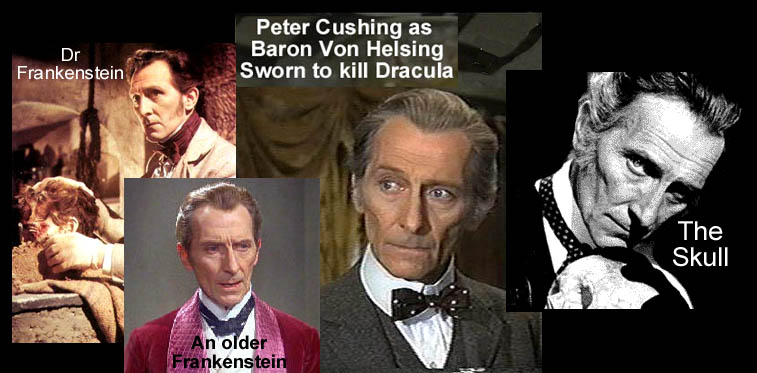 Dr
Frankenstein
Peter Cushing as
Baron Von Helsing
Sworn to kill Dracula
An older
Frankenstein
The
Skull